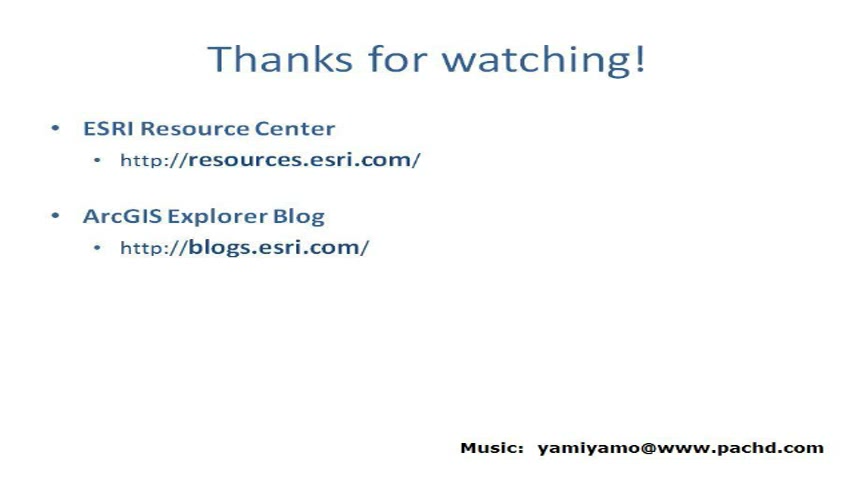 Thanks for watching!
• ESRI Resource Center
• http://resources.esri.com/
• ArcGIS Explorer Blog
• http://blogs.esri.com/
Music: yamiyamo@www.pachd.com